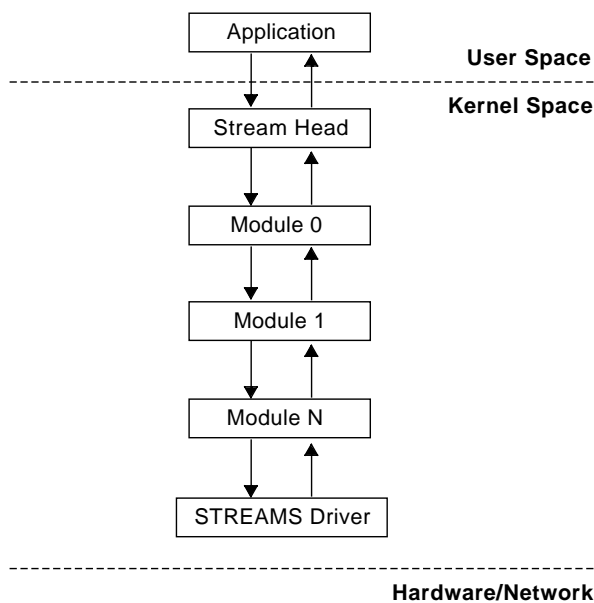 Application
User Space
Kernel Space
Stream Head
Module 0
Module 1
Module N
STREAMS Driver
Hardware/Network